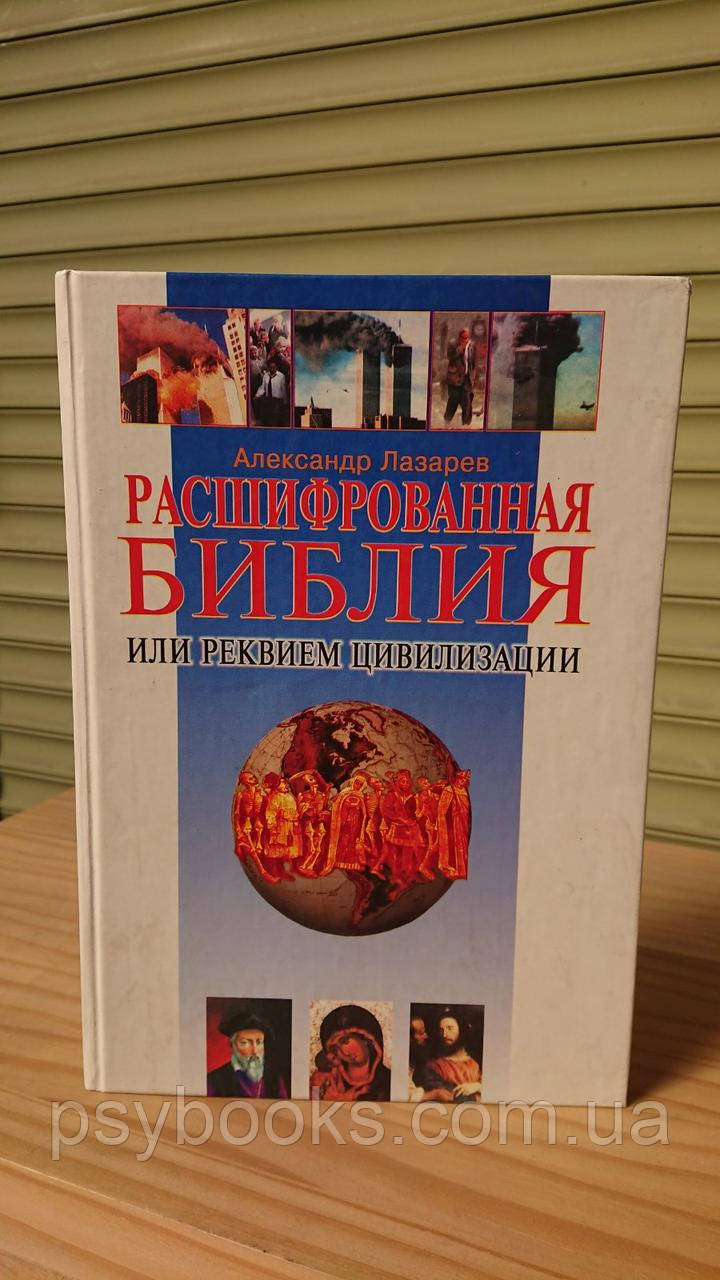 Александр Лазарев
РАСШИФРОВАННАЯ
БИБЛИЯ
ИЛИ РЕКВИЕМ ЦИВИЛИЗАЦИИ
psybooks.com.ua